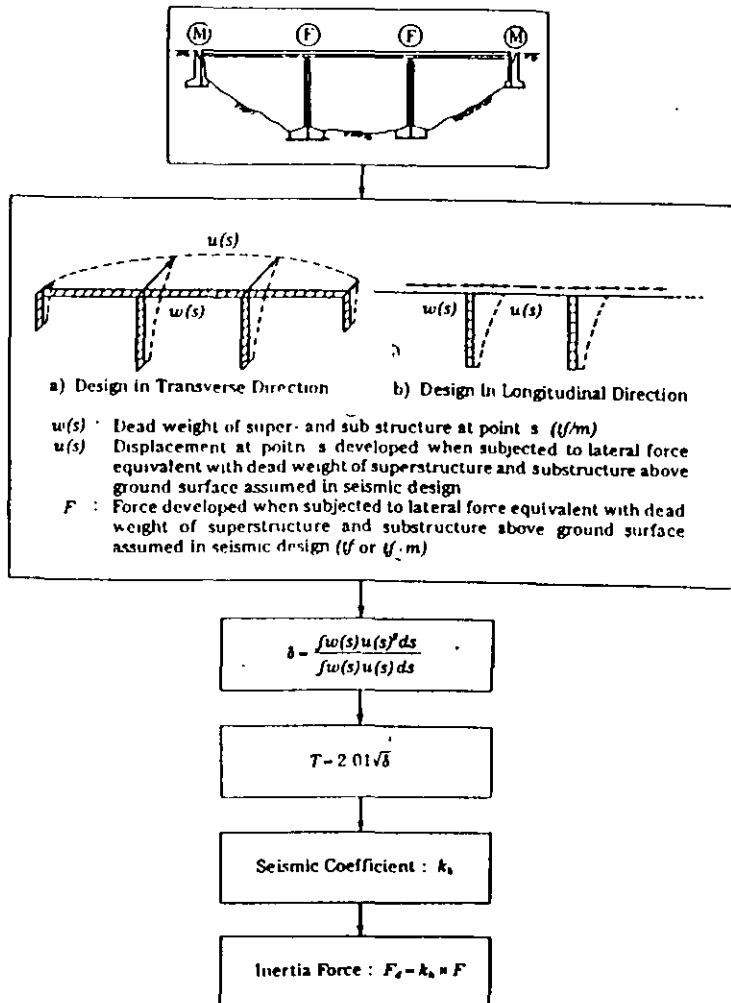 M F F M
u(s)
w(s)
w(s) u(s)
a) Design in Transverse Direction
b) Design in Longitudinal Direction
w(s) : Dead weight of super- and sub structure at point s (tf/m)
u(s) Displacement at poitn s developed when subjected to lateral force
equivalent with dead weight of superstructure and substructure above
ground surface assumed in seismic design
F : Force developed when subjected to lateral force equivalent with dead
weight of superstructure and substructure above ground surface
assumed in seismic design (tf or tf·m)
δ = ∫w(s)u(s)²ds / ∫w(s)u(s)ds
T = 2.01√δ
Seismic Coefficient : kₕ
Inertia Force : F_d = kₕ × F